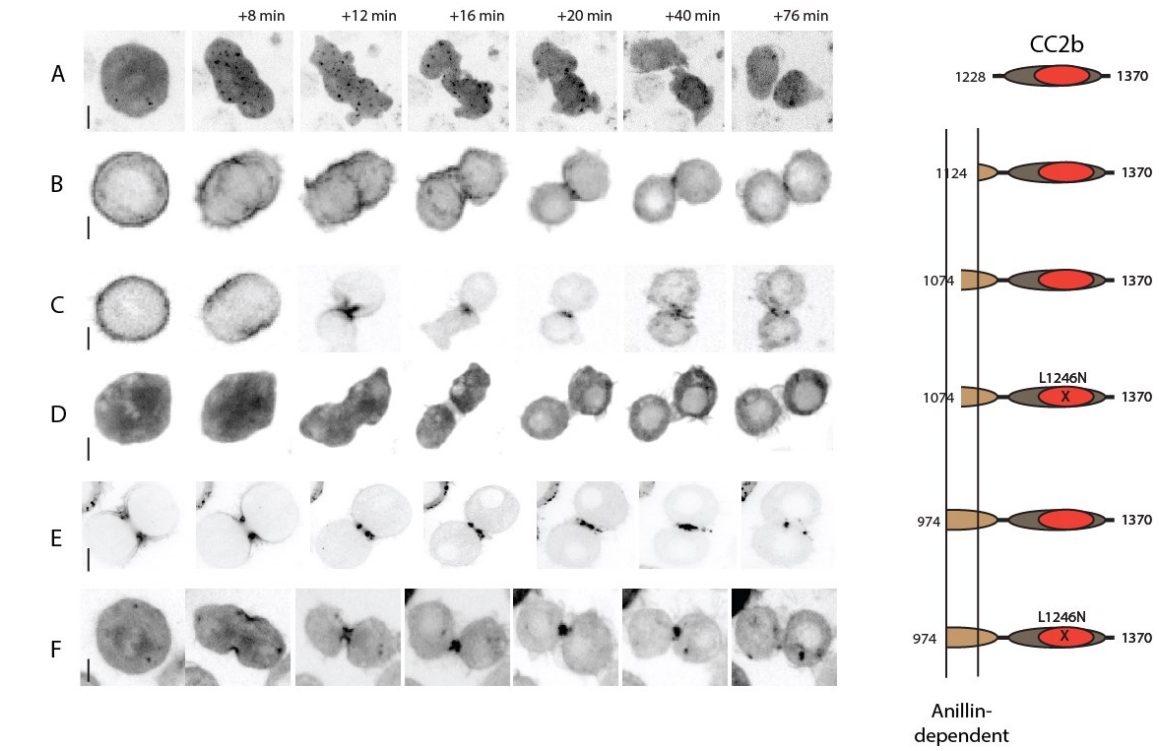 +8 min +12 min +16 min +20 min +40 min +76 min
CC2b
A 1228 1370
B 1124 1370
C 1074 1370
L1246N
D 1074 X 1370
E 974 1370
L1246N
F 974 X 1370
Anillin-
dependent